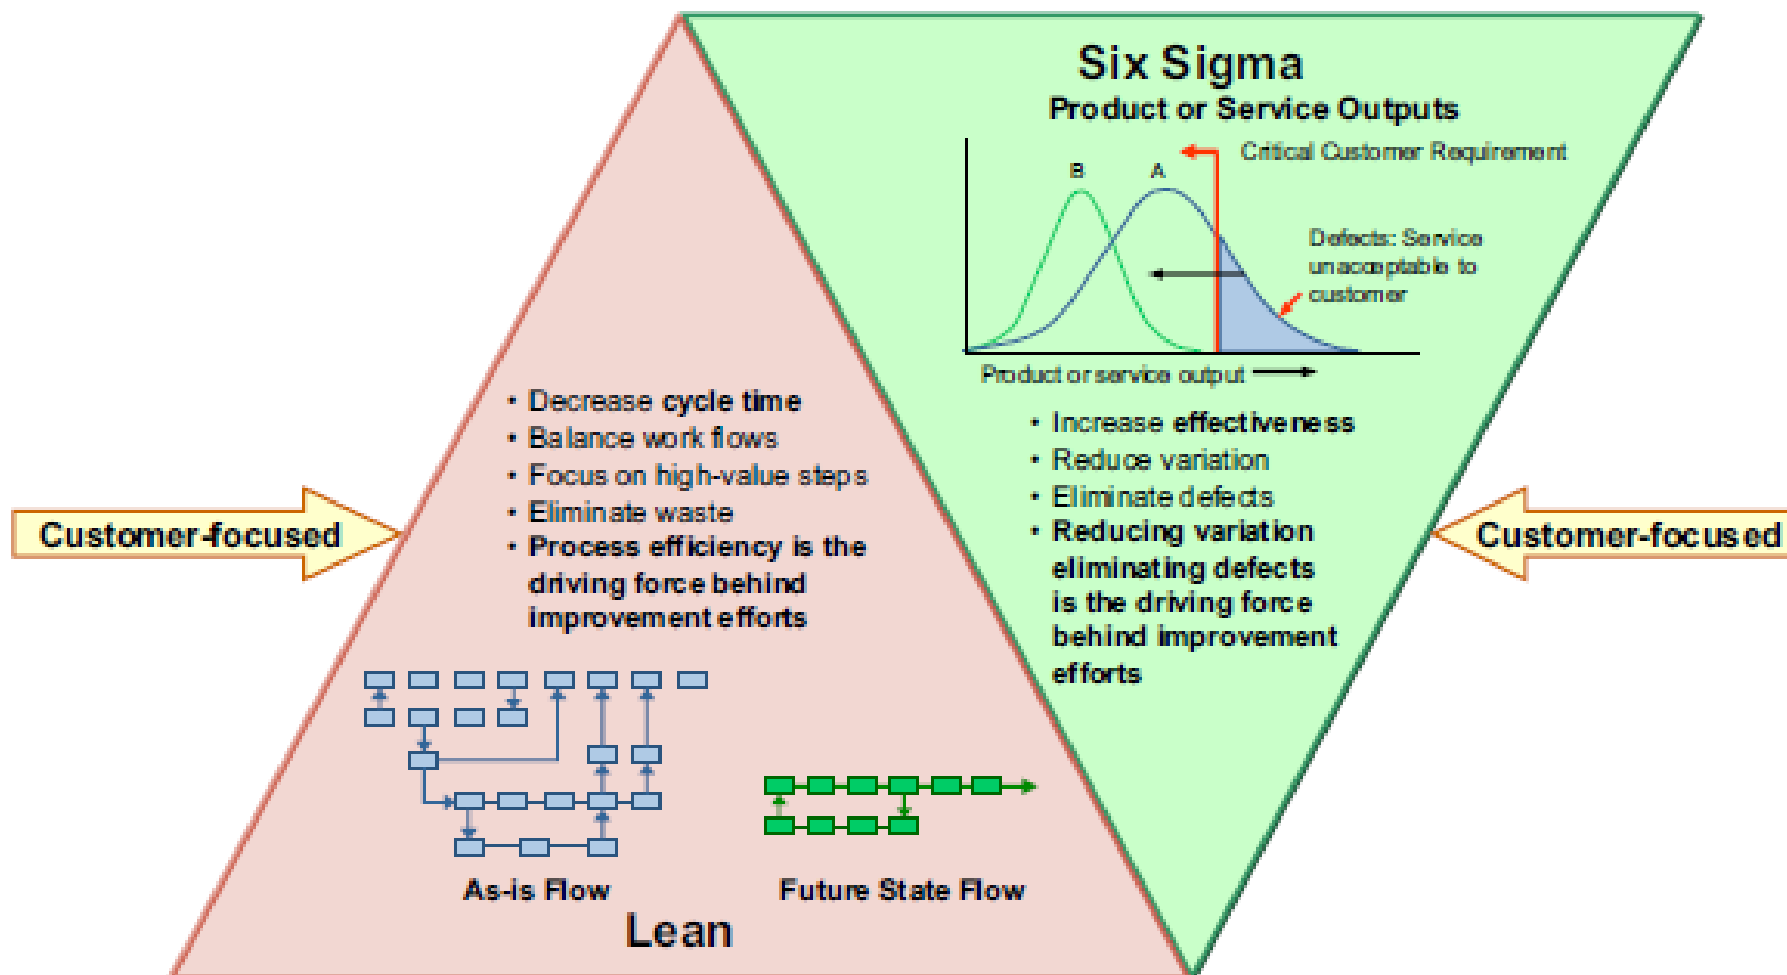 Six Sigma
Product or Service Outputs
Critical Customer Requirement
B
A
Defects: Service
unacceptable to
customer
Product or service output
• Increase effectiveness
• Reduce variation
• Eliminate defects
• Reducing variation
eliminating defects
is the driving force
behind improvement
efforts
• Decrease cycle time
• Balance work flows
• Focus on high-value steps
• Eliminate waste
• Process efficiency is the
driving force behind
improvement efforts
Customer-focused
Customer-focused
As-is Flow
Future State Flow
Lean